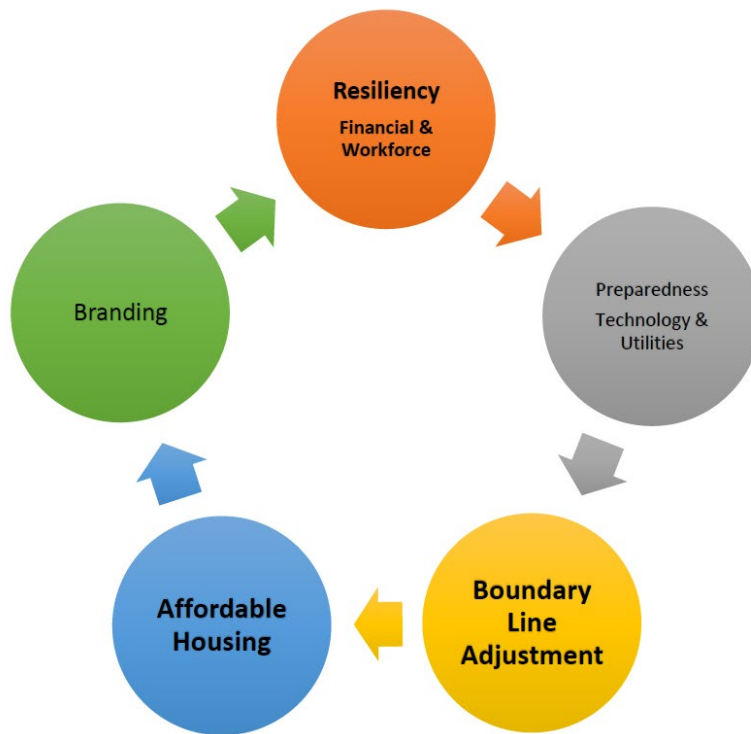 Resiliency
Financial &
Workforce
Preparedness
Technology &
Utilities
Boundary
Line
Adjustment
Affordable
Housing
Branding